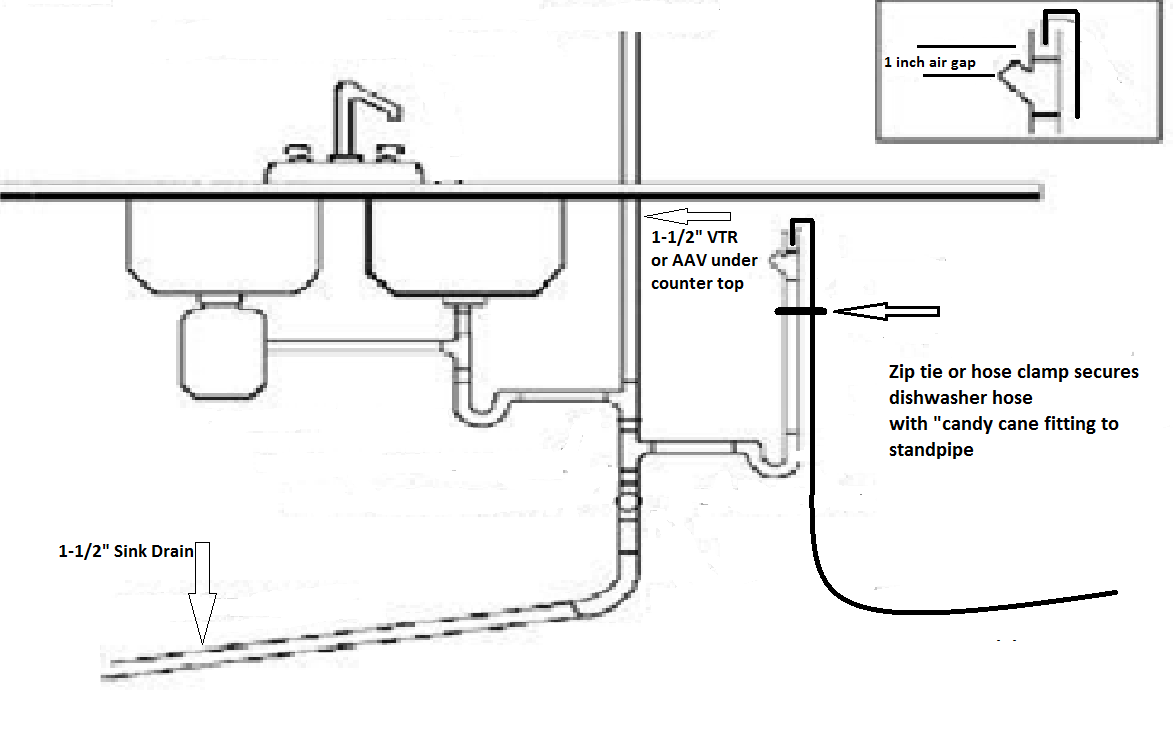 1 inch air gap
1-1/2" VTR
or AAV under
counter top
Zip tie or hose clamp secures
dishwasher hose
with "candy cane fitting to
standpipe
1-1/2" Sink Drain